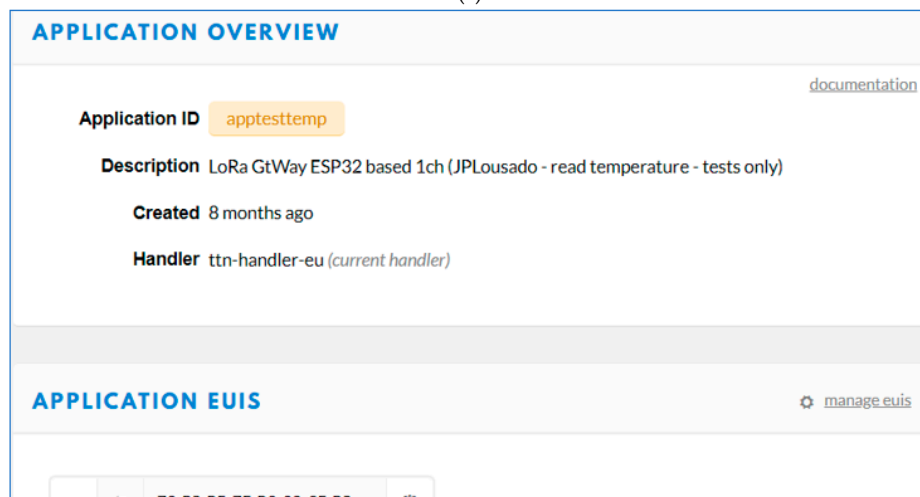 APPLICATION OVERVIEW
documentation
Application ID apptesttemp
Description LoRa GtWay ESP32 based 1ch (JPLousado - read temperature - tests only)
Created 8 months ago
Handler ttn-handler-eu (current handler)
APPLICATION EUIS
manage euis